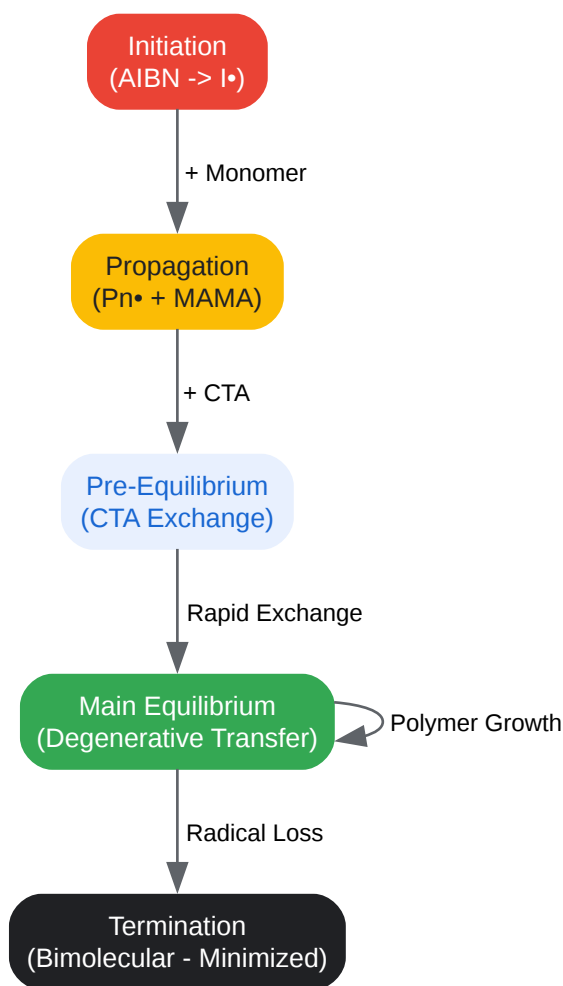 Initiation
(AIBN -> I•)
+ Monomer
Propagation
(Pn• + MAMA)
+ CTA
Pre-Equilibrium
(CTA Exchange)
Rapid Exchange
Main Equilibrium
(Degenerative Transfer)
Polymer Growth
Radical Loss
Termination
(Bimolecular - Minimized)